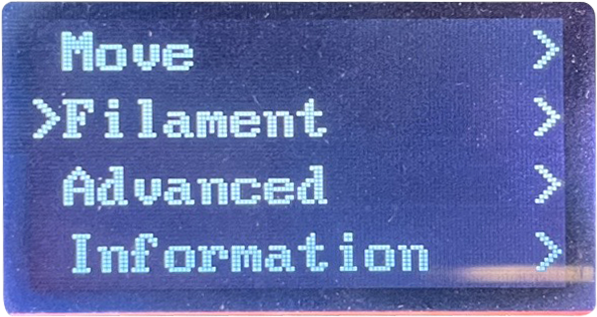 Move >
>Filament >
Advanced >
Information >